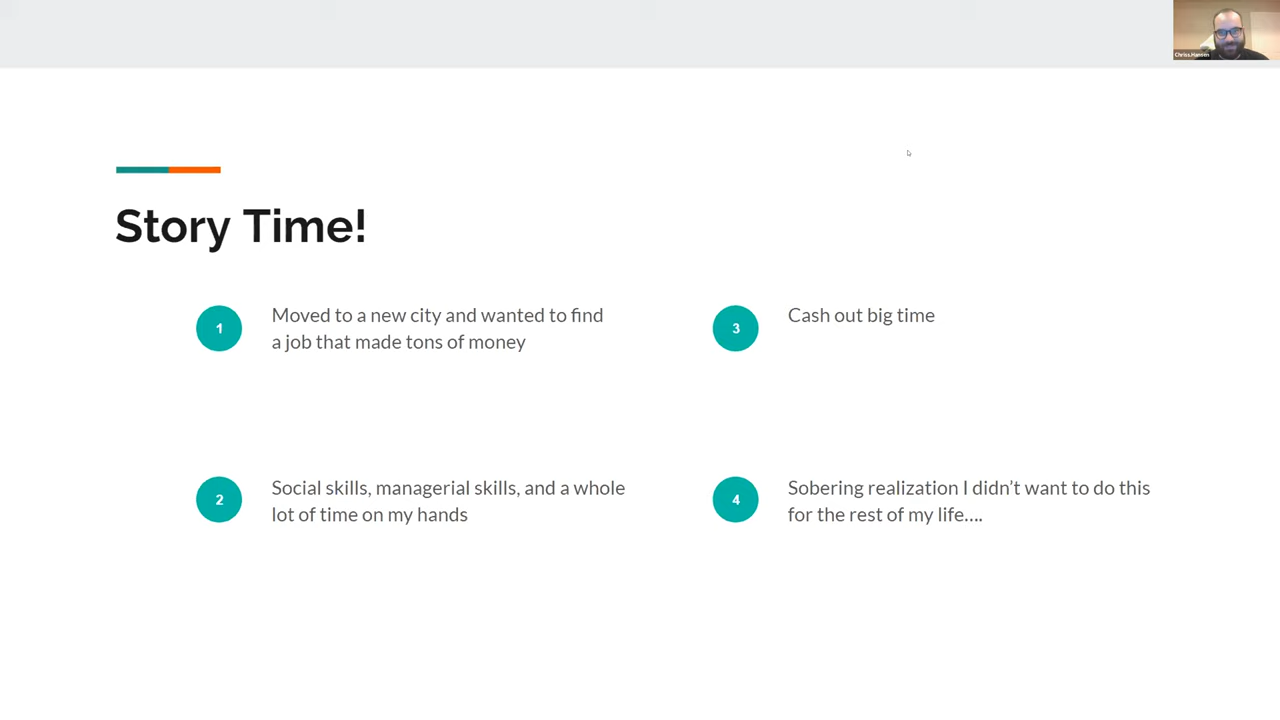 Chriss.Hansen
Story Time!
1
Moved to a new city and wanted to find
a job that made tons of money
2
Social skills, managerial skills, and a whole
lot of time on my hands
3
Cash out big time
4
Sobering realization I didn’t want to do this
for the rest of my life....